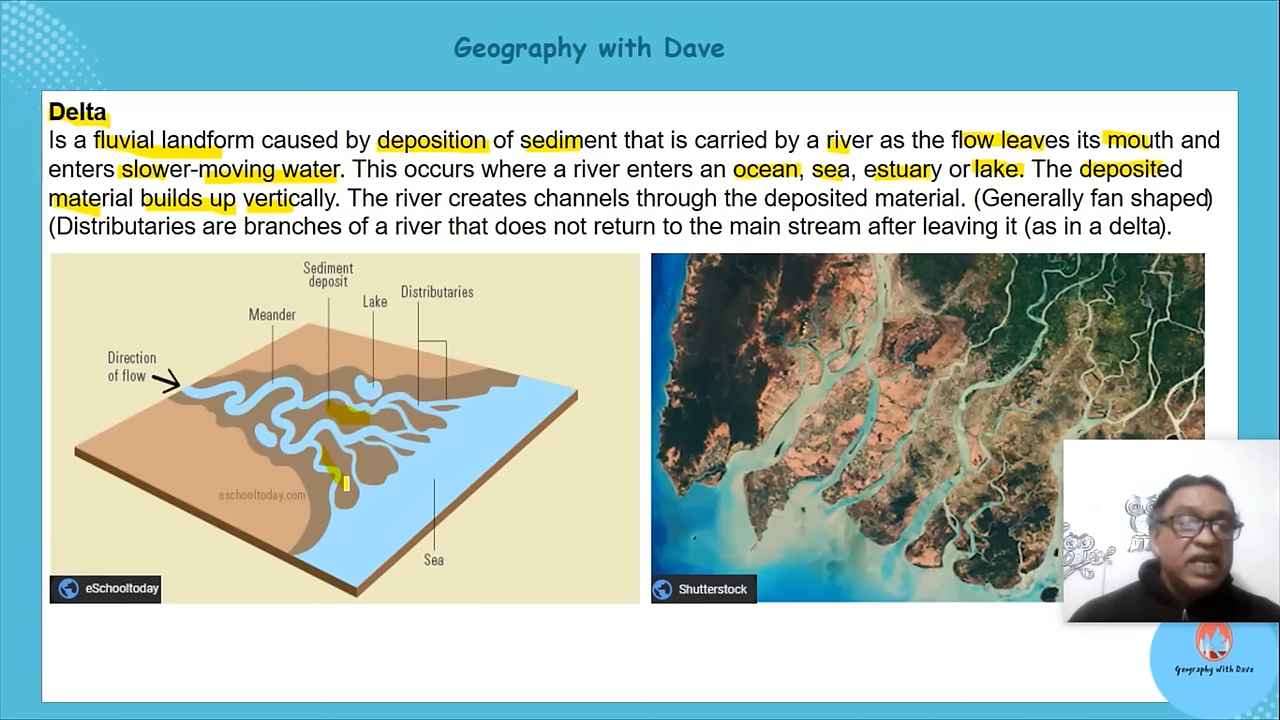 Geography with Dave
Delta
Is a fluvial landform caused by deposition of sediment that is carried by a river as the flow leaves its mouth and
enters slower-moving water. This occurs where a river enters an ocean, sea, estuary or lake. The deposited
material builds up vertically. The river creates channels through the deposited material. (Generally fan shaped)
(Distributaries are branches of a river that does not return to the main stream after leaving it (as in a delta).
Sediment
deposit
Lake
Distributaries
Meander
Direction
of flow
eschooltoday.com
Sea
eSchooltoday
Shutterstock
Geography with Dave